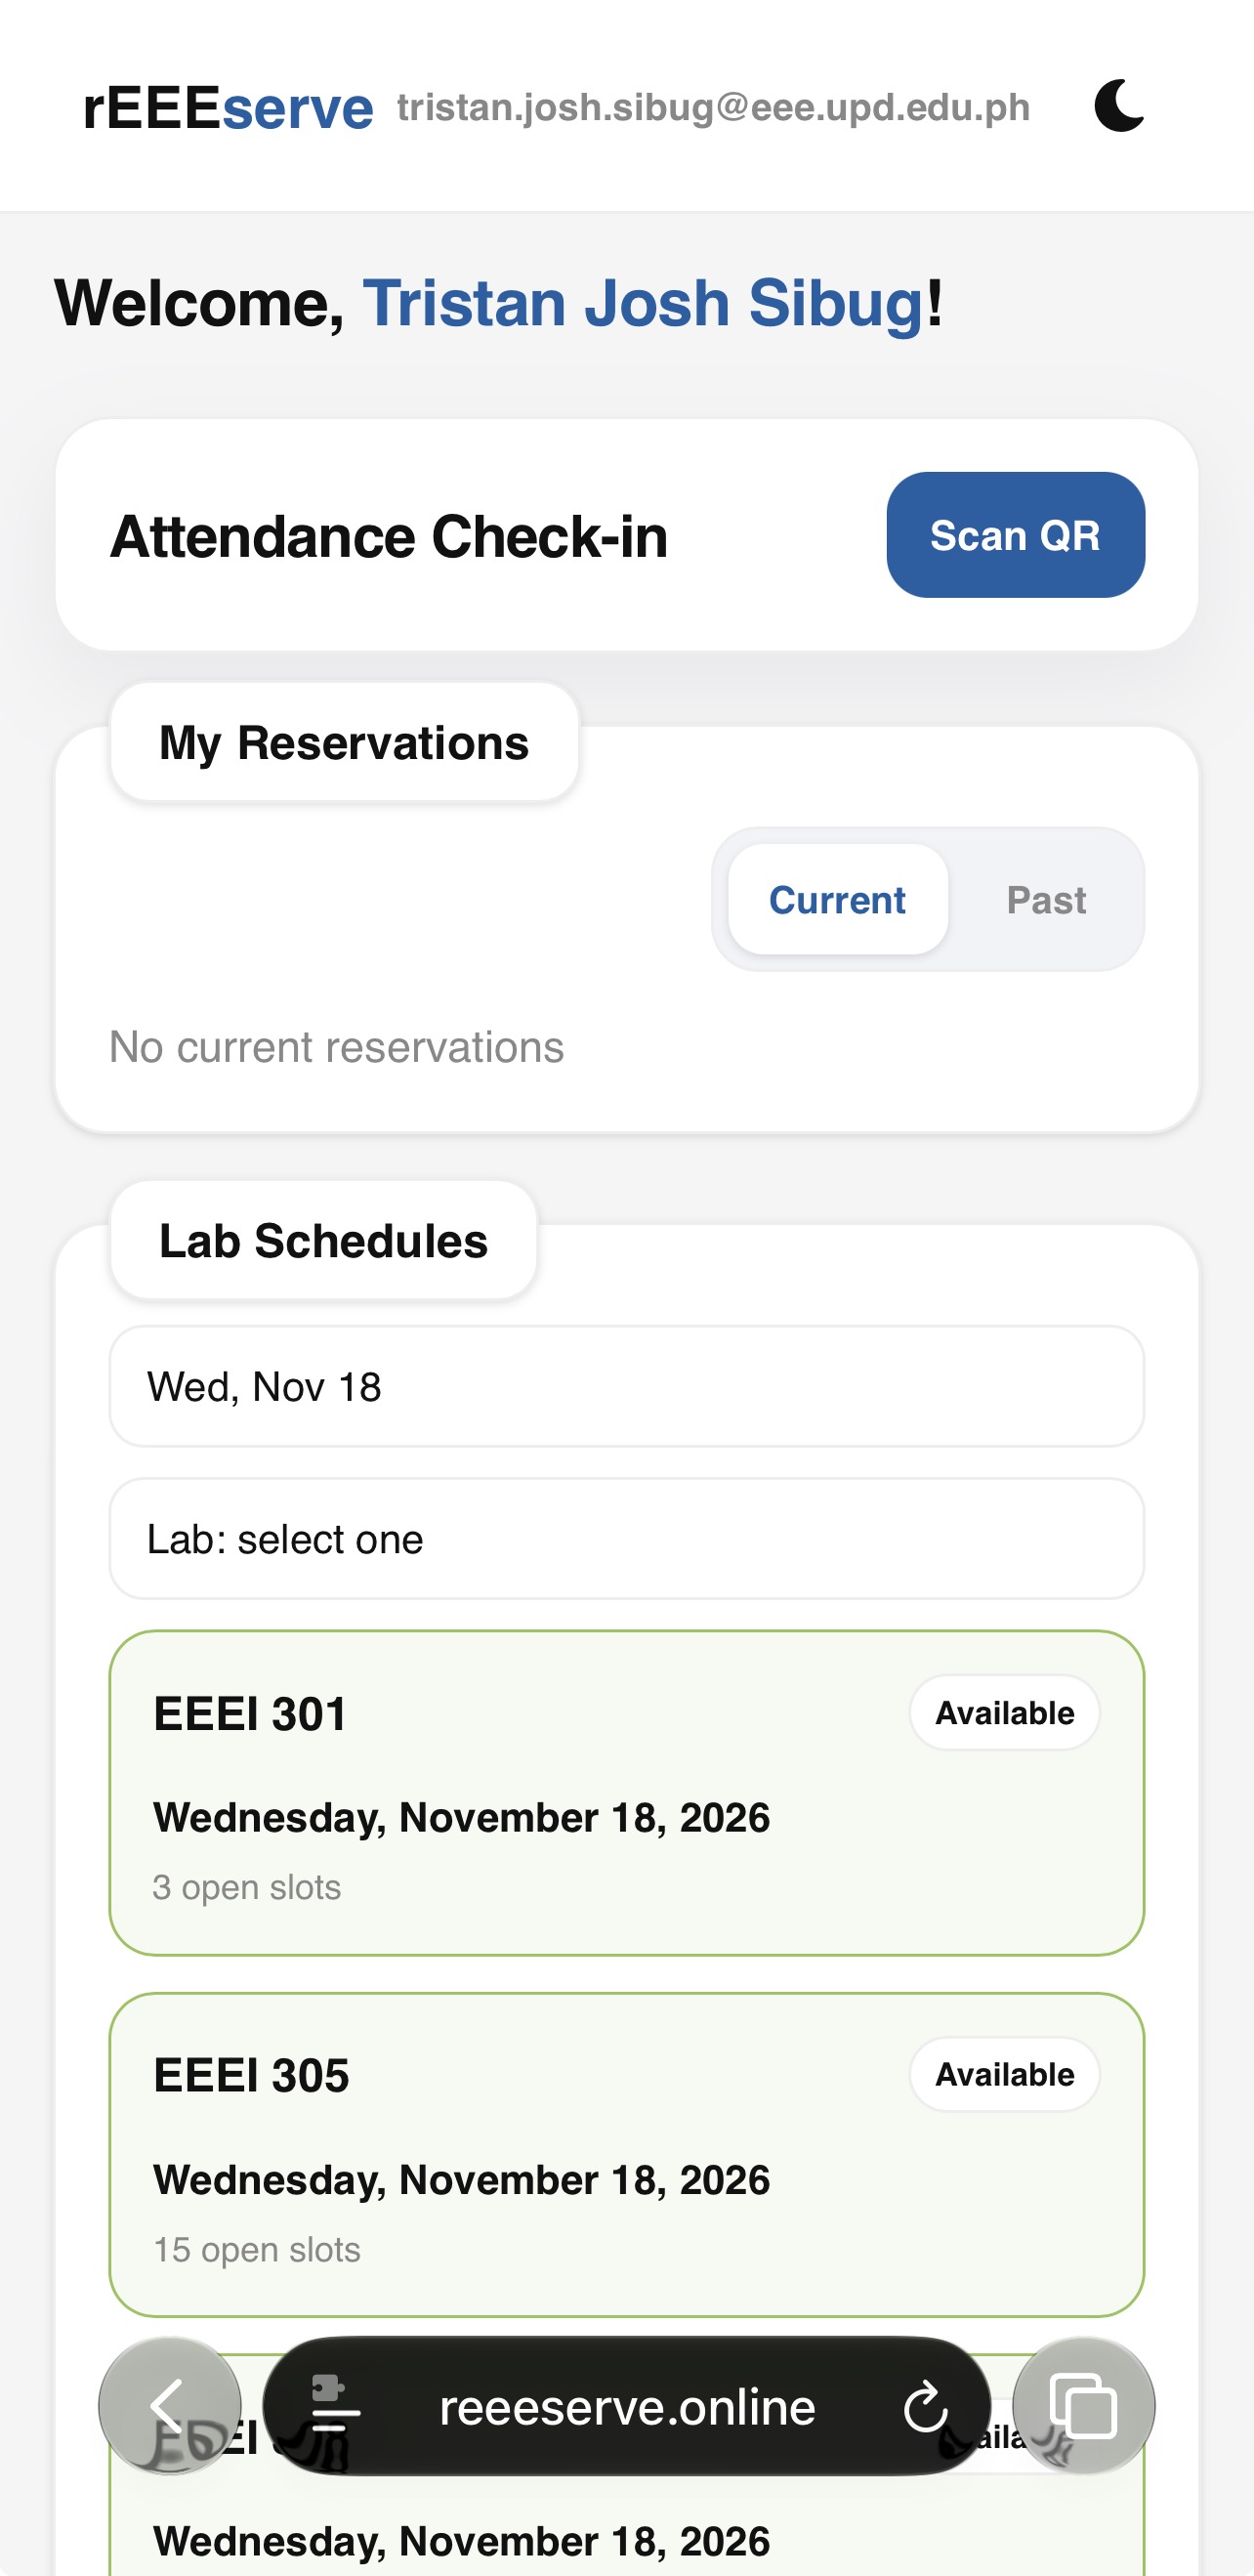 rEEEserve tristan.josh.sibug@eee.upd.edu.ph
Welcome, Tristan Josh Sibug!
Attendance Check-in
Scan QR
My Reservations
Current Past
No current reservations
Lab Schedules
Wed, Nov 18
Lab: select one
EEEI 301
Available
Wednesday, November 18, 2026
3 open slots
EEEI 305
Available
Wednesday, November 18, 2026
15 open slots
reeeserve.online
Wednesday, November 18, 2026